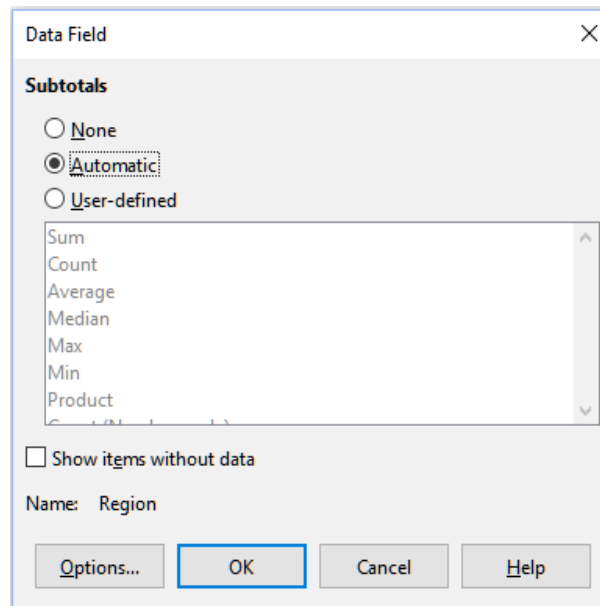 Data Field
Subtotals
None
Automatic
User-defined
Sum
Count
Average
Median
Max
Min
Product
Show items without data
Name: Region
Options... OK Cancel Help